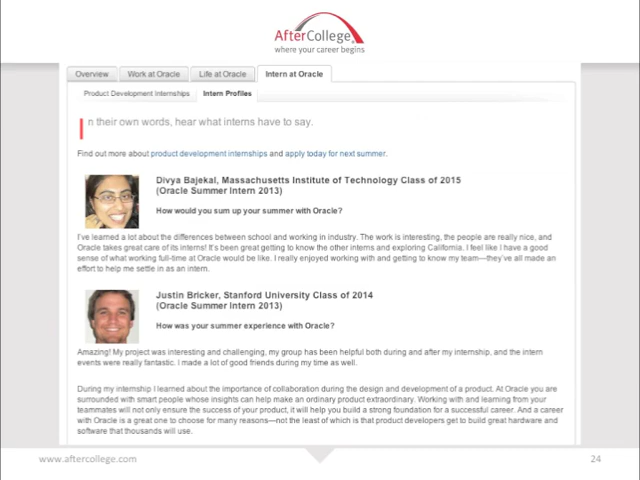 AfterCollege
where your career begins
Overview
Work at Oracle
Life at Oracle
Intern at Oracle
Product Development Internships
Intern Profiles
In their own words, hear what interns have to say.
Find out more about product development internships and apply today for next summer.
Divya Bajekal, Massachusetts Institute of Technology Class of 2015
(Oracle Summer Intern 2013)
How would you sum up your summer with Oracle?
I've learned a lot about the differences between school and working in industry. The work is interesting, the people are really nice, and
Oracle takes great care of its interns! It's been great getting to know the other interns and exploring California. I feel like I have a good
sense of what working full-time at Oracle would be like. I really enjoyed working with and getting to know my team—they've all made an
effort to help me settle in as an intern.
Justin Bricker, Stanford University Class of 2014
(Oracle Summer Intern 2013)
How was your summer experience with Oracle?
Amazing! My project was interesting and challenging, my group has been helpful both during and after my internship, and the intern
events were really fantastic. I made a lot of good friends during my time as well.
During my internship I learned about the importance of collaboration during the design and development of a product. At Oracle you are
surrounded with smart people whose insights can help make an ordinary product extraordinary. Working with and learning from your
teammates will not only ensure the success of your product, it will help you build a strong foundation for a successful career. And a career
with Oracle is a great one to choose for many reasons—not the least of which is that product developers get to build great hardware and
software that thousands will use.
www.aftercollege.com
24